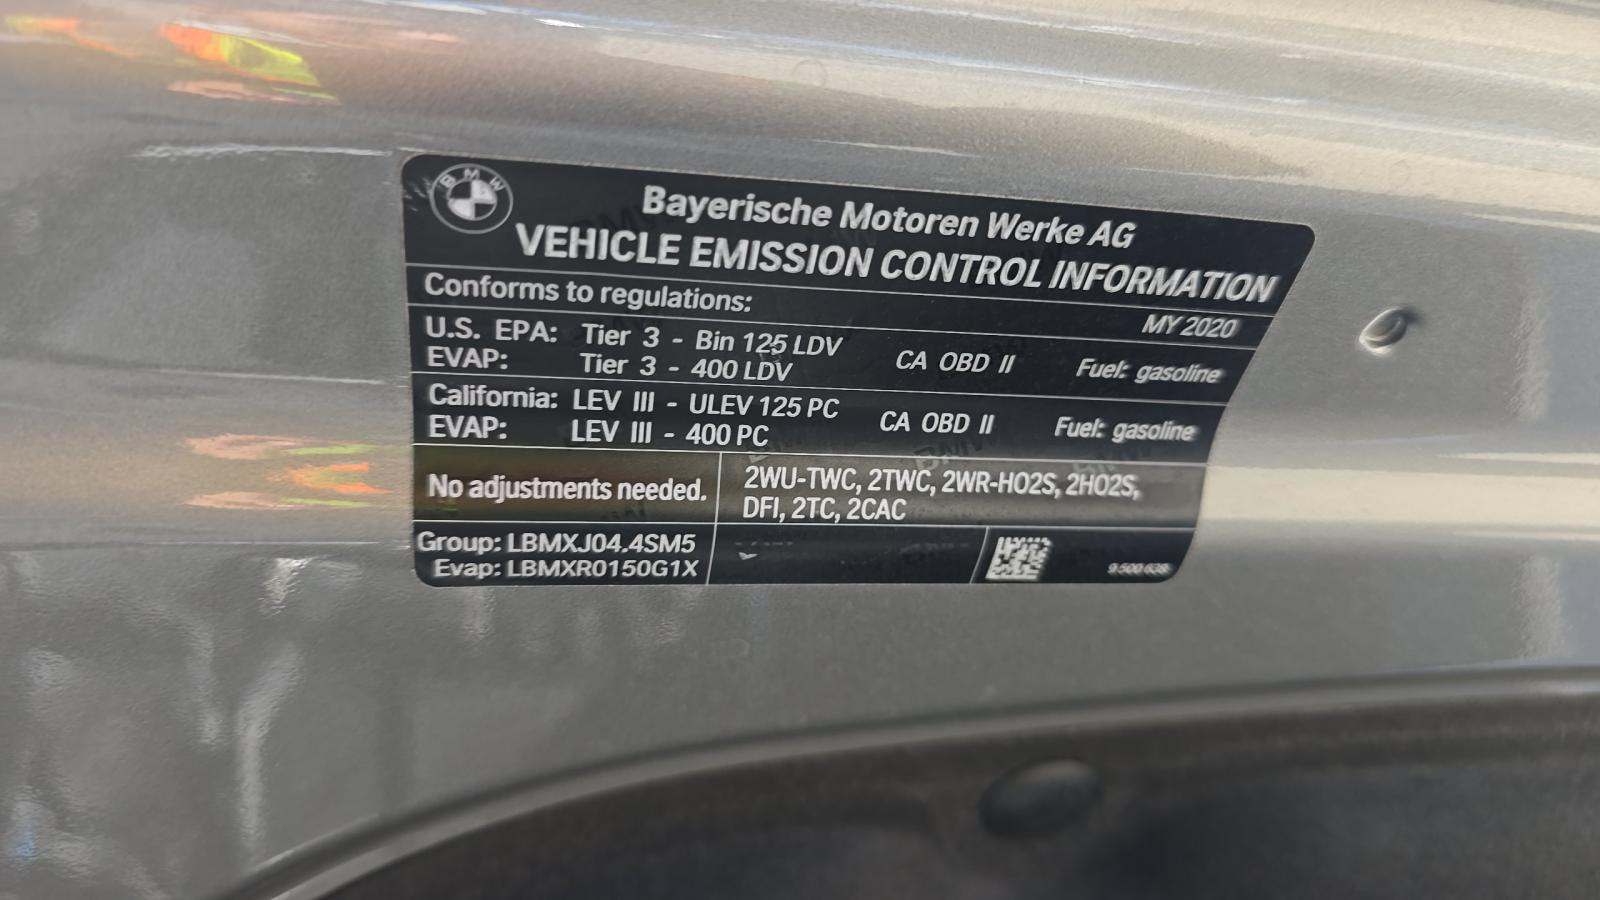 BMW
Bayerische Motoren Werke AG
VEHICLE EMISSION CONTROL INFORMATION
Conforms to regulations:
MY 2020
U.S. EPA: Tier 3 - Bin 125 LDV CA OBD II Fuel: gasoline
EVAP: Tier 3 - 400 LDV
California: LEV III - ULEV 125 PC CA OBD II Fuel: gasoline
EVAP: LEV III - 400 PC
No adjustments needed.
2WU-TWC, 2TWC, 2WR-HO2S, 2HO2S,
DFI, 2TC, 2CAC
Group: LBMXJ04.4SM5
Evap: LBMXR0150G1X
9 500 638